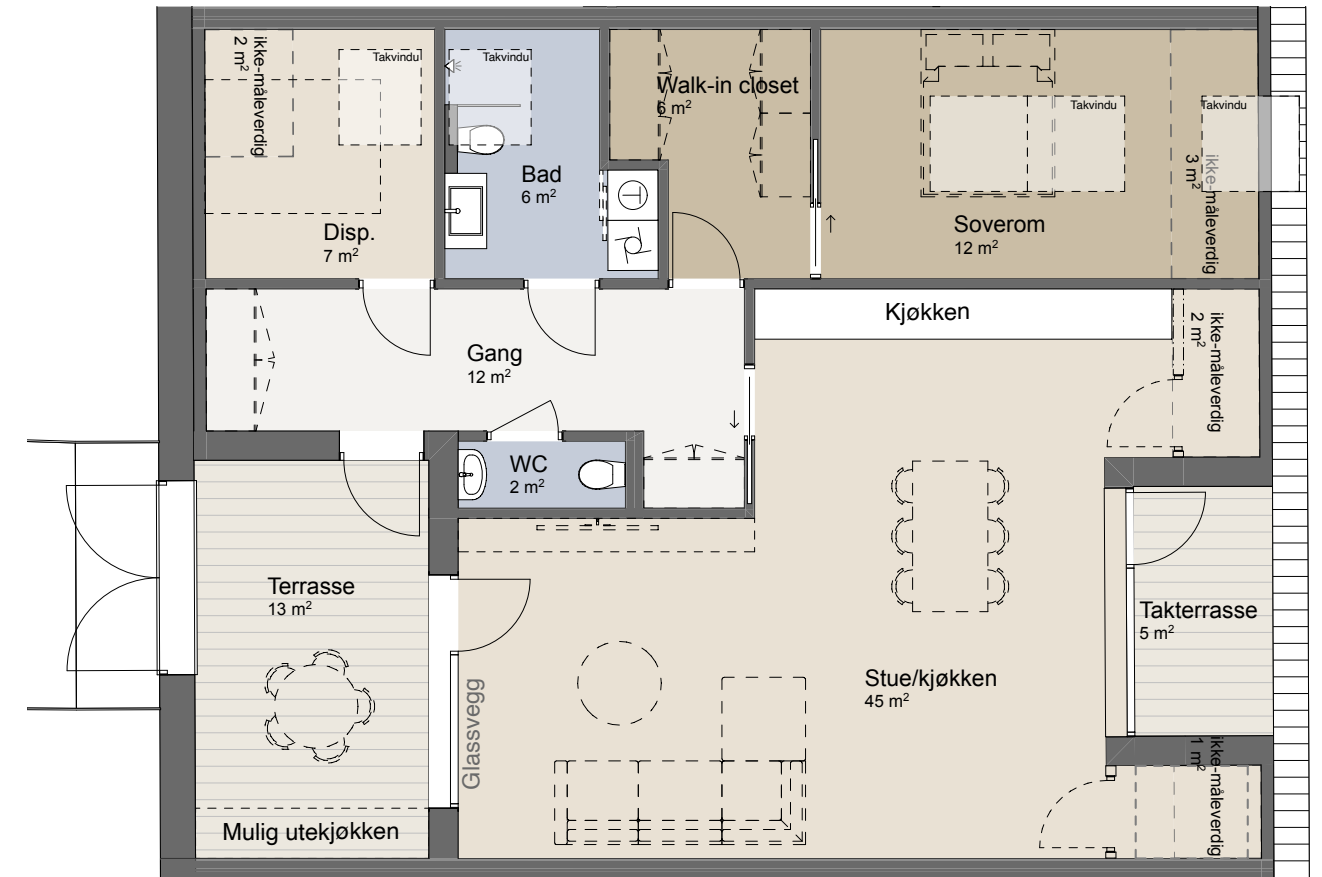 ikke-måleverdig
2 m²
Takvindu
Disp.
7 m²
Takvindu
Bad
6 m²
Walk-in closet
6 m²
Takvindu
Takvindu
ikke-måleverdig
3 m²
Soverom
12 m²
Kjøkken
ikke-måleverdig
2 m²
Gang
12 m²
WC
2 m²
Terrasse
13 m²
Takterrasse
5 m²
Stue/kjøkken
45 m²
Glassvegg
ikke-måleverdig
1 m²
Mulig utekjøkken